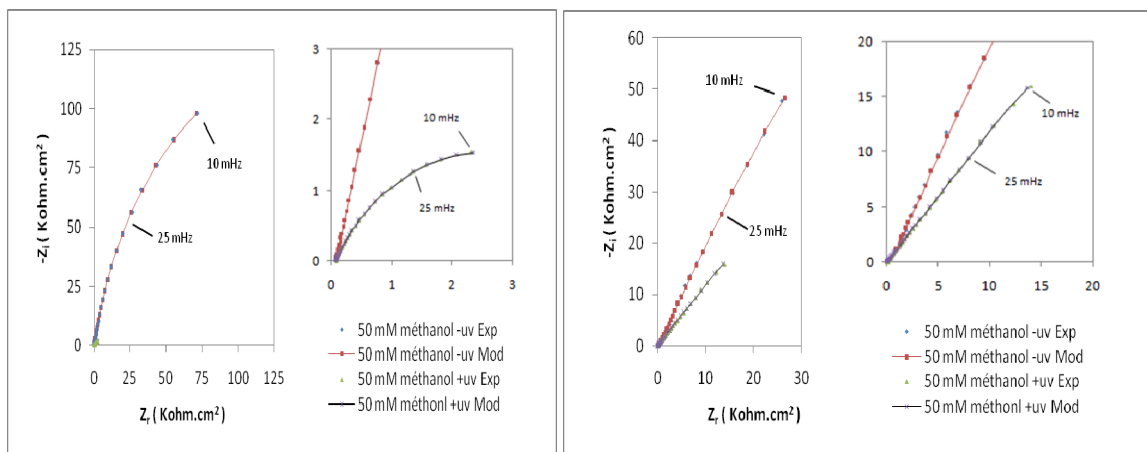 125
100
75
50
25
0
-Zi ( Kohm.cm²)
10 mHz
25 mHz
0 25 50 75 100 125
Zr ( Kohm.cm²)
3
2
1
0
10 mHz
25 mHz
0 1 2 3
50 mM méthanol -uv Exp
50 mM méthanol -uv Mod
50 mM méthanol +uv Exp
50 mM méthonl +uv Mod
60
50
40
30
20
10
0
-Zi ( Kohm.cm²)
10 mHz
25 mHz
0 10 20 30
Zr ( Kohm.cm²)
20
15
10
5
0
10 mHz
25 mHz
0 5 10 15 20
50 mM méthanol -uv Exp
50 mM méthanol -uv Mod
50 mM méthanol +uv Exp
50 mM méthonl +uv Mod